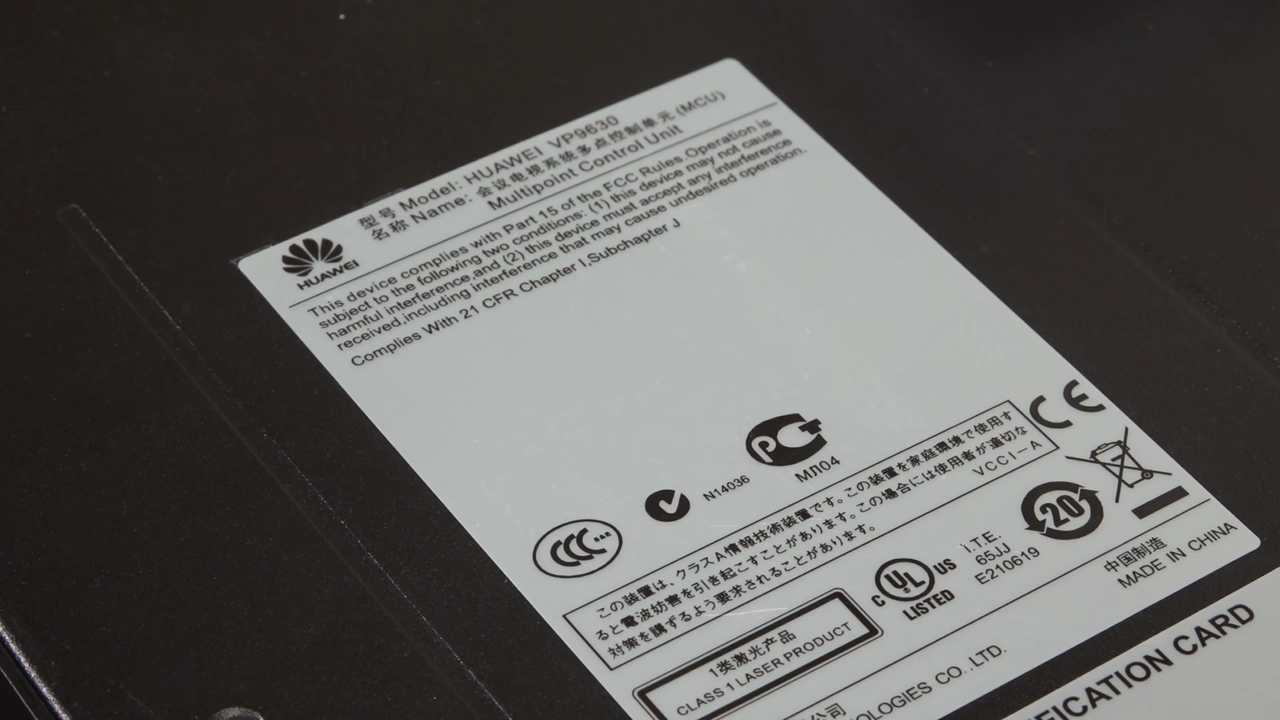 型号 Model: HUAWEI VP9630
名称 Name: 会议电视系统多点控制单元(MCU)
Multipoint Control Unit
HUAWEI
This device complies with Part 15 of the FCC Rules.Operation is
subject to the following two conditions: (1) this device may not cause
harmful interference,and (2) this device must accept any interference
received,including interference that may cause undesired operation.
Complies With 21 CFR Chapter I,Subchapter J
CE
PCT
МЛ04
N14036
CCC
この装置は、クラスA情報技術装置です。この装置を家庭環境で使用す
ると電波妨害を引き起こすことがあります。この場合には使用者が適切な
対策を講ずるよう要求されることがあります。
VCCI-A
20
C UL US
LISTED
I.T.E.
65JJ
E210619
1类激光产品
CLASS 1 LASER PRODUCT
中国制造
MADE IN CHINA
公司
OLOGIES CO.,LTD.
FICATION CARD